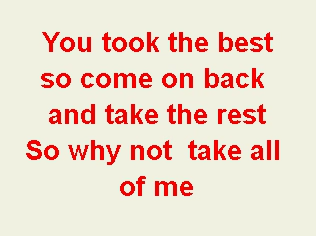 You took the best
so come on back
and take the rest
So why not take all
of me